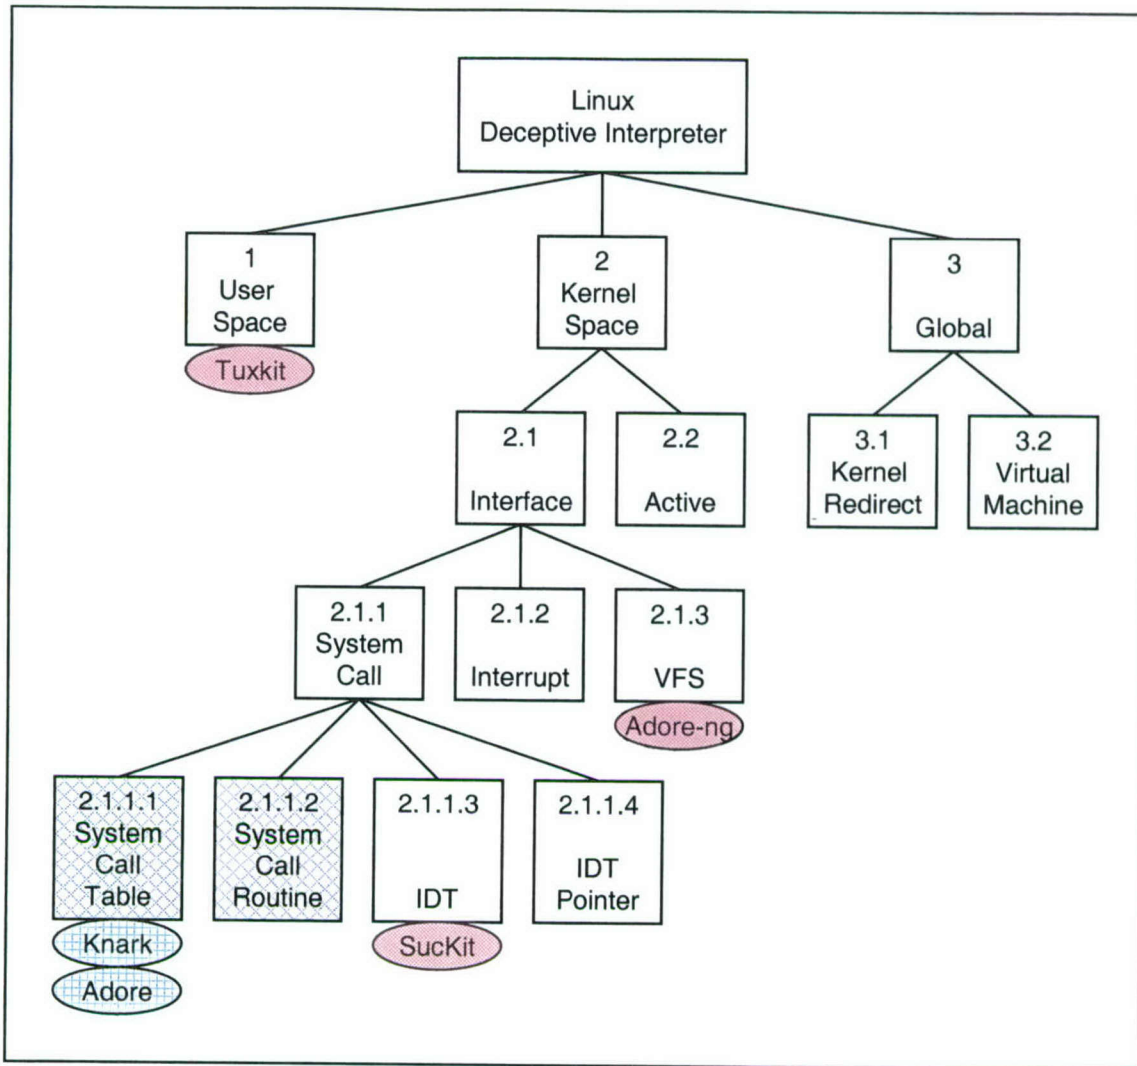 Linux
Deceptive Interpreter
1
User
Space
Tuxkit
2
Kernel
Space
3
Global
2.1
Interface
2.2
Active
3.1
Kernel
Redirect
3.2
Virtual
Machine
2.1.1
System
Call
2.1.2
Interrupt
2.1.3
VFS
Adore-ng
2.1.1.1
System
Call
Table
Knark
Adore
2.1.1.2
System
Call
Routine
2.1.1.3
IDT
SucKit
2.1.1.4
IDT
Pointer